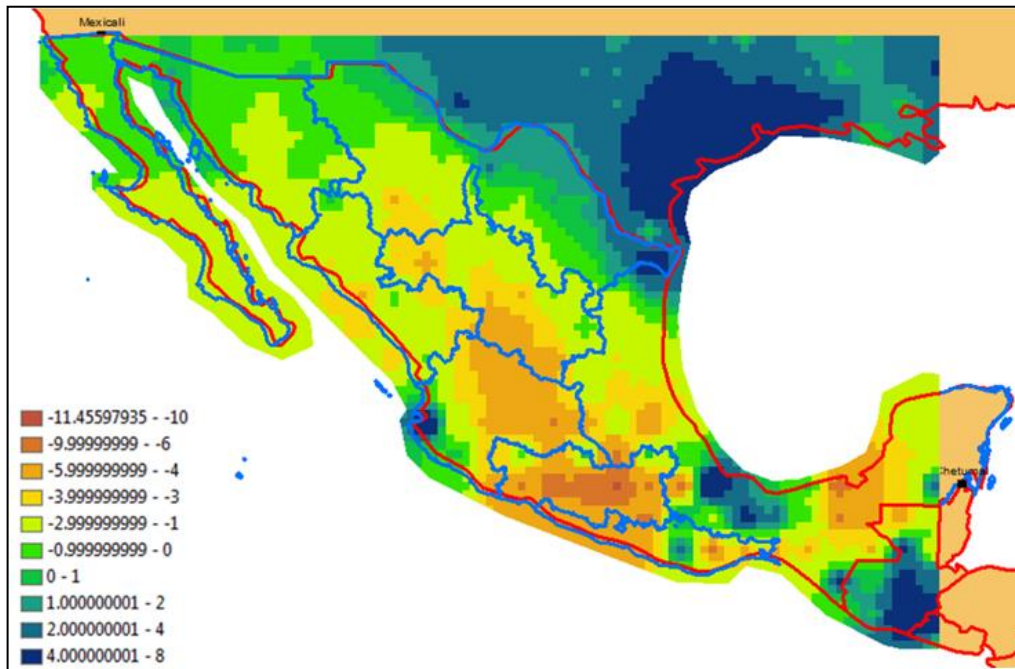 Mexicali
-11.45597935 - -10
-9.99999999 - -6
-5.999999999 - -4
-3.999999999 - -3
-2.999999999 - -1
-0.999999999 - 0
0 - 1
1.000000001 - 2
2.000000001 - 4
4.000000001 - 8
Chetumal